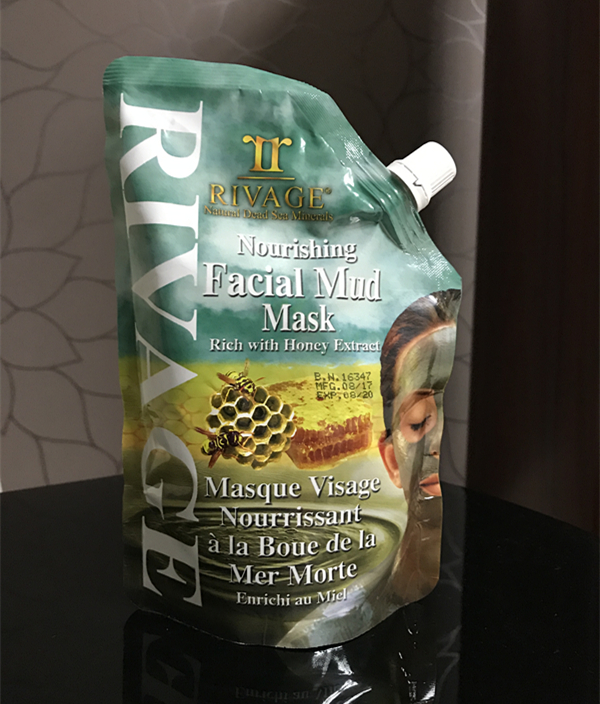 RIVAGE
RIVAGE
Natural Dead Sea Minerals
Nourishing
Facial Mud
Mask
Rich with Honey Extract
B.N.16347
MFG.08/17
EXP.08/20
Masque Visage
Nourrissant
à la Boue de la
Mer Morte
Enrichi au Miel